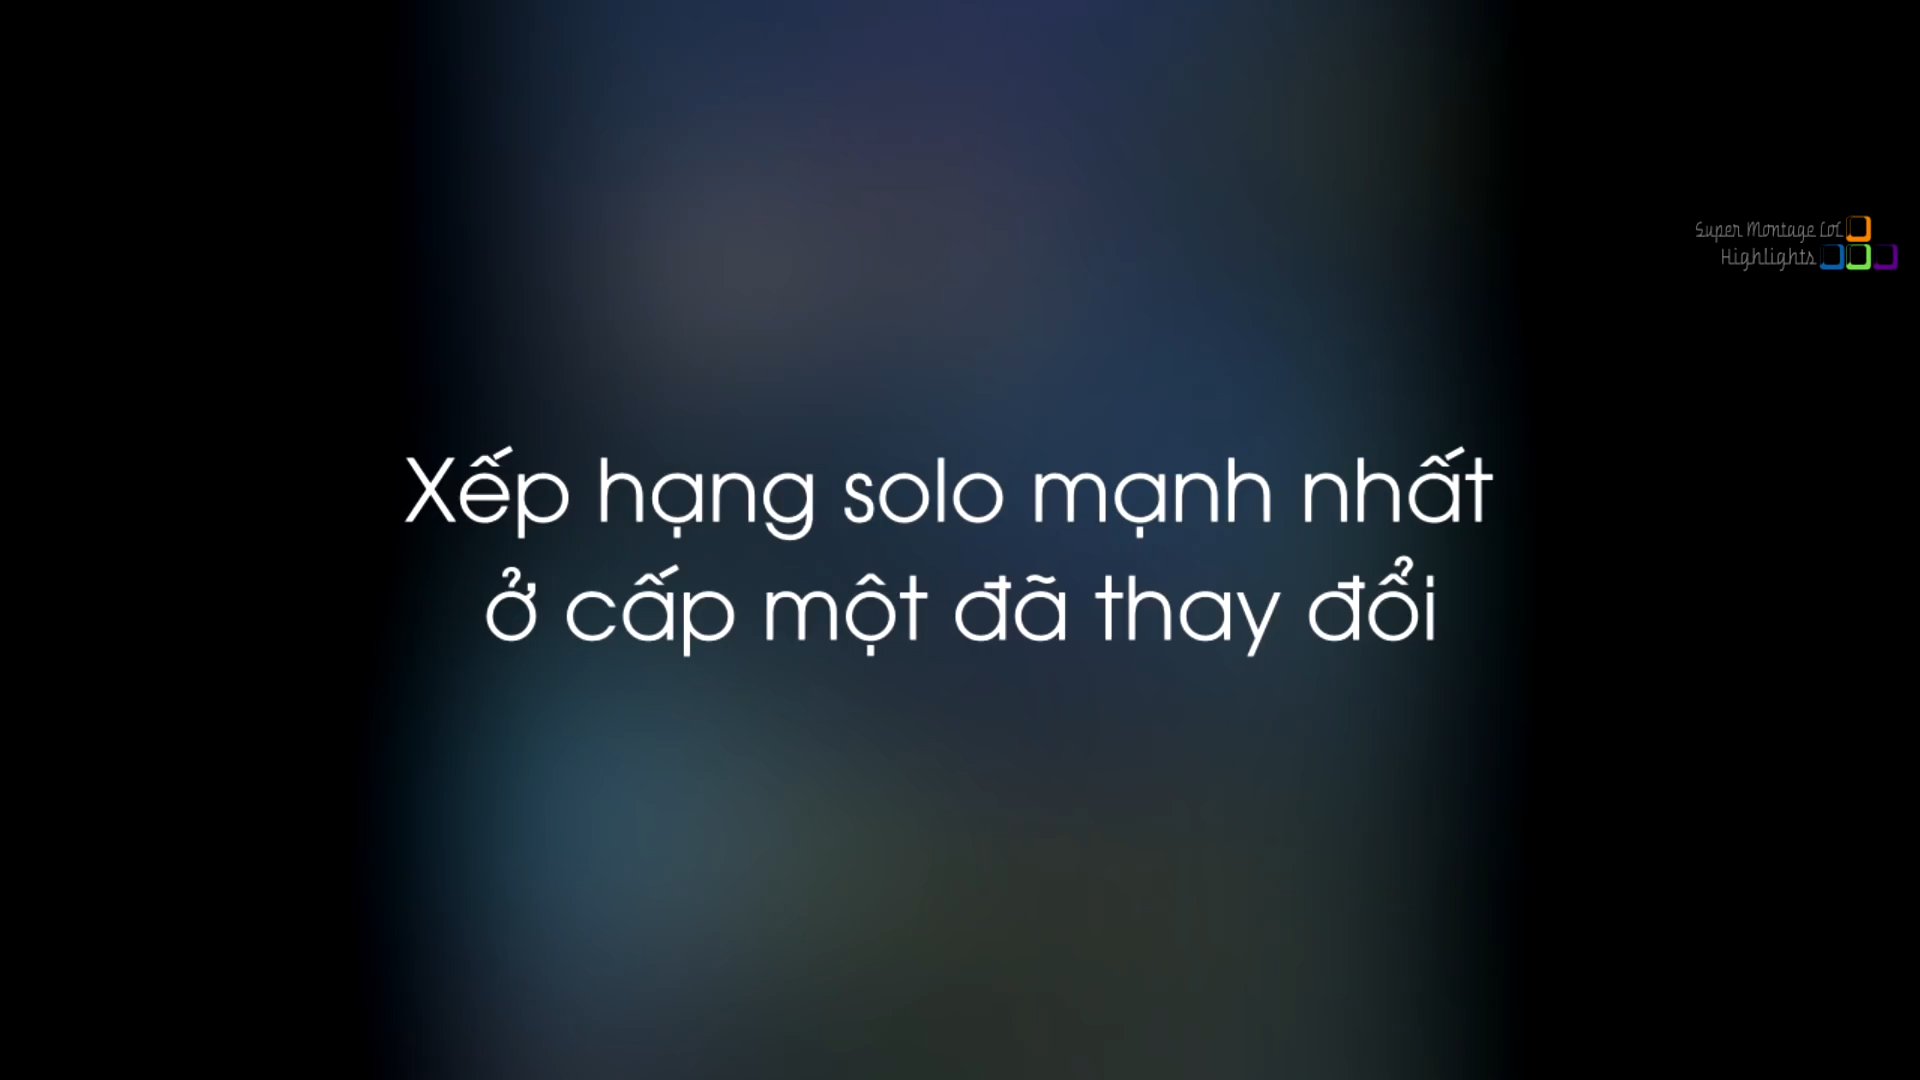 Super Montage LoL
Highlights
Xếp hạng solo mạnh nhất
ở cấp một đã thay đổi